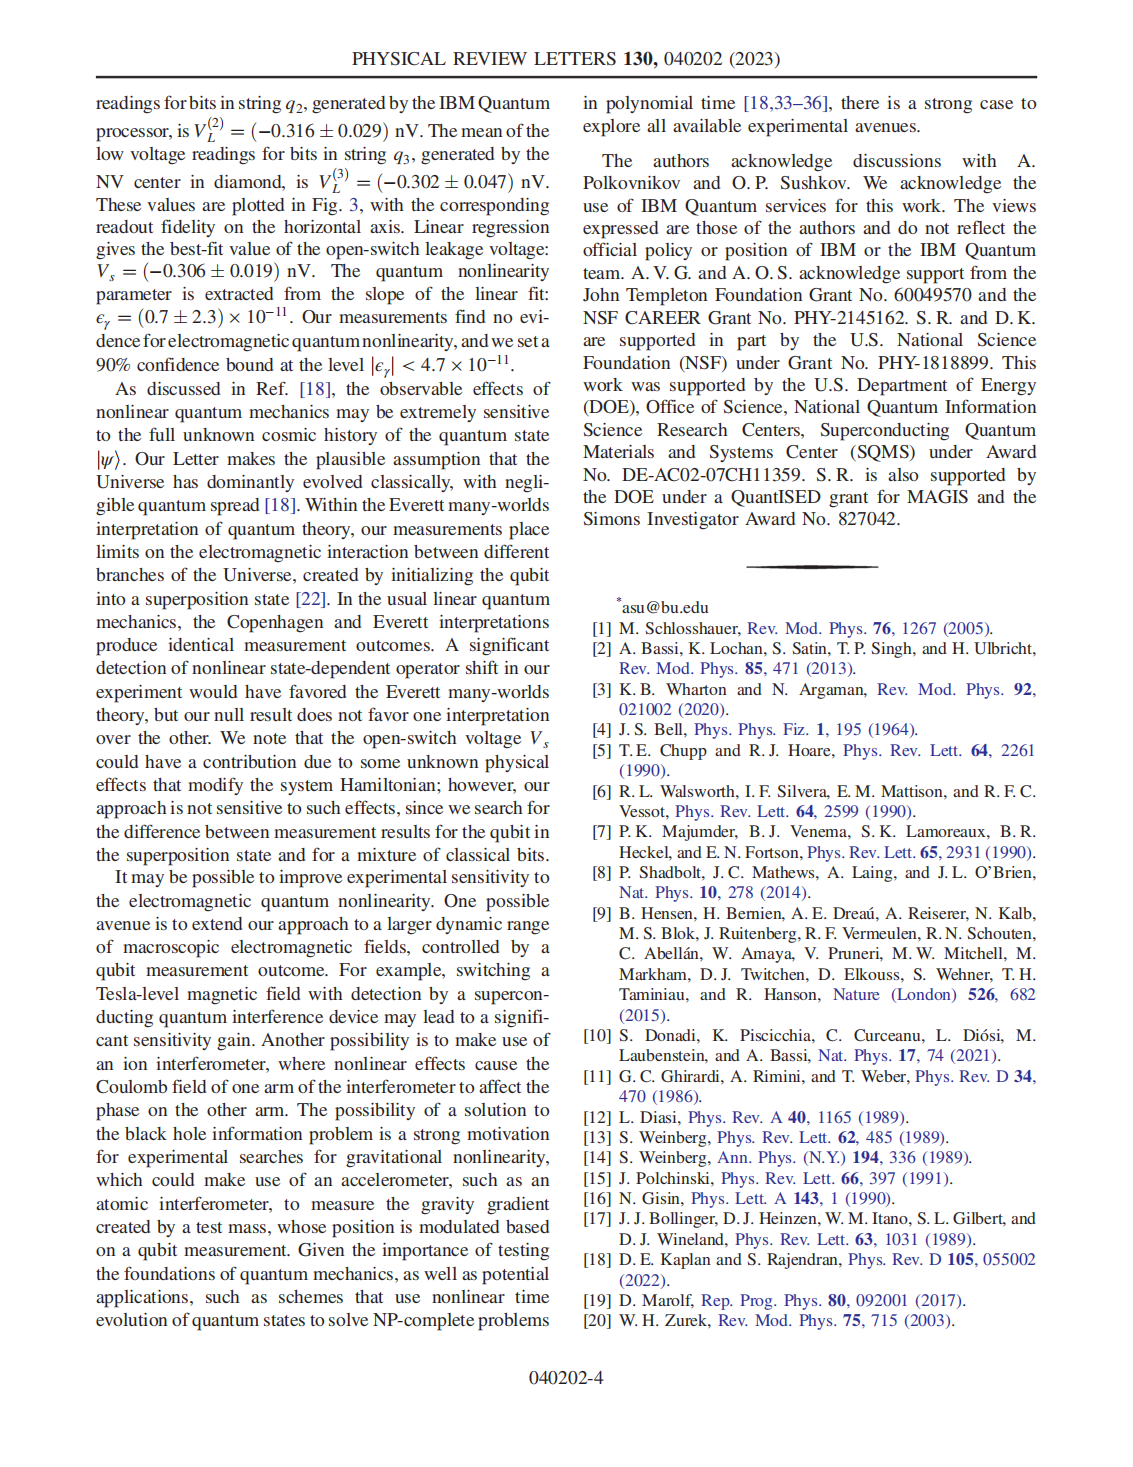 PHYSICAL REVIEW LETTERS 130, 040202 (2023)
readings for bits in string q2, generated by the IBM Quantum
processor, is V_L^(2) = (−0.316 ± 0.029) nV. The mean of the
low voltage readings for bits in string q3, generated by the
NV center in diamond, is V_L^(3) = (−0.302 ± 0.047) nV.
These values are plotted in Fig. 3, with the corresponding
readout fidelity on the horizontal axis. Linear regression
gives the best-fit value of the open-switch leakage voltage:
V_s = (−0.306 ± 0.019) nV. The quantum nonlinearity
parameter is extracted from the slope of the linear fit:
ϵ_γ = (0.7 ± 2.3) × 10^−11. Our measurements find no evi-
dence for electromagnetic quantum nonlinearity, and we set a
90% confidence bound at the level |ϵ_γ| < 4.7 × 10^−11.
As discussed in Ref. [18], the observable effects of
nonlinear quantum mechanics may be extremely sensitive
to the full unknown cosmic history of the quantum state
|ψ⟩. Our Letter makes the plausible assumption that the
Universe has dominantly evolved classically, with negli-
gible quantum spread [18]. Within the Everett many-worlds
interpretation of quantum theory, our measurements place
limits on the electromagnetic interaction between different
branches of the Universe, created by initializing the qubit
into a superposition state [22]. In the usual linear quantum
mechanics, the Copenhagen and Everett interpretations
produce identical measurement outcomes. A significant
detection of nonlinear state-dependent operator shift in our
experiment would have favored the Everett many-worlds
theory, but our null result does not favor one interpretation
over the other. We note that the open-switch voltage V_s
could have a contribution due to some unknown physical
effects that modify the system Hamiltonian; however, our
approach is not sensitive to such effects, since we search for
the difference between measurement results for the qubit in
the superposition state and for a mixture of classical bits.
It may be possible to improve experimental sensitivity to
the electromagnetic quantum nonlinearity. One possible
avenue is to extend our approach to a larger dynamic range
of macroscopic electromagnetic fields, controlled by a
qubit measurement outcome. For example, switching a
Tesla-level magnetic field with detection by a supercon-
ducting quantum interference device may lead to a signifi-
cant sensitivity gain. Another possibility is to make use of
an ion interferometer, where nonlinear effects cause the
Coulomb field of one arm of the interferometer to affect the
phase on the other arm. The possibility of a solution to
the black hole information problem is a strong motivation
for experimental searches for gravitational nonlinearity,
which could make use of an accelerometer, such as an
atomic interferometer, to measure the gravity gradient
created by a test mass, whose position is modulated based
on a qubit measurement. Given the importance of testing
the foundations of quantum mechanics, as well as potential
applications, such as schemes that use nonlinear time
evolution of quantum states to solve NP-complete problems
in polynomial time [18,33–36], there is a strong case to
explore all available experimental avenues.
The authors acknowledge discussions with A.
Polkovnikov and O. P. Sushkov. We acknowledge the
use of IBM Quantum services for this work. The views
expressed are those of the authors and do not reflect the
official policy or position of IBM or the IBM Quantum
team. A. V. G. and A. O. S. acknowledge support from the
John Templeton Foundation Grant No. 60049570 and the
NSF CAREER Grant No. PHY-2145162. S. R. and D. K.
are supported in part by the U.S. National Science
Foundation (NSF) under Grant No. PHY-1818899. This
work was supported by the U.S. Department of Energy
(DOE), Office of Science, National Quantum Information
Science Research Centers, Superconducting Quantum
Materials and Systems Center (SQMS) under Award
No. DE-AC02-07CH11359. S. R. is also supported by
the DOE under a QuantISED grant for MAGIS and the
Simons Investigator Award No. 827042.
*asu@bu.edu
[1] M. Schlosshauer, Rev. Mod. Phys. 76, 1267 (2005).
[2] A. Bassi, K. Lochan, S. Satin, T. P. Singh, and H. Ulbricht,
Rev. Mod. Phys. 85, 471 (2013).
[3] K. B. Wharton and N. Argaman, Rev. Mod. Phys. 92,
021002 (2020).
[4] J. S. Bell, Phys. Phys. Fiz. 1, 195 (1964).
[5] T. E. Chupp and R. J. Hoare, Phys. Rev. Lett. 64, 2261
(1990).
[6] R. L. Walsworth, I. F. Silvera, E. M. Mattison, and R. F. C.
Vessot, Phys. Rev. Lett. 64, 2599 (1990).
[7] P. K. Majumder, B. J. Venema, S. K. Lamoreaux, B. R.
Heckel, and E. N. Fortson, Phys. Rev. Lett. 65, 2931 (1990).
[8] P. Shadbolt, J. C. Mathews, A. Laing, and J. L. O'Brien,
Nat. Phys. 10, 278 (2014).
[9] B. Hensen, H. Bernien, A. E. Dreaú, A. Reiserer, N. Kalb,
M. S. Blok, J. Ruitenberg, R. F. Vermeulen, R. N. Schouten,
C. Abellán, W. Amaya, V. Pruneri, M. W. Mitchell, M.
Markham, D. J. Twitchen, D. Elkouss, S. Wehner, T. H.
Taminiau, and R. Hanson, Nature (London) 526, 682
(2015).
[10] S. Donadi, K. Piscicchia, C. Curceanu, L. Diósi, M.
Laubenstein, and A. Bassi, Nat. Phys. 17, 74 (2021).
[11] G. C. Ghirardi, A. Rimini, and T. Weber, Phys. Rev. D 34,
470 (1986).
[12] L. Diasi, Phys. Rev. A 40, 1165 (1989).
[13] S. Weinberg, Phys. Rev. Lett. 62, 485 (1989).
[14] S. Weinberg, Ann. Phys. (N.Y.) 194, 336 (1989).
[15] J. Polchinski, Phys. Rev. Lett. 66, 397 (1991).
[16] N. Gisin, Phys. Lett. A 143, 1 (1990).
[17] J. J. Bollinger, D. J. Heinzen, W. M. Itano, S. L. Gilbert, and
D. J. Wineland, Phys. Rev. Lett. 63, 1031 (1989).
[18] D. E. Kaplan and S. Rajendran, Phys. Rev. D 105, 055002
(2022).
[19] D. Marolf, Rep. Prog. Phys. 80, 092001 (2017).
[20] W. H. Zurek, Rev. Mod. Phys. 75, 715 (2003).
040202-4